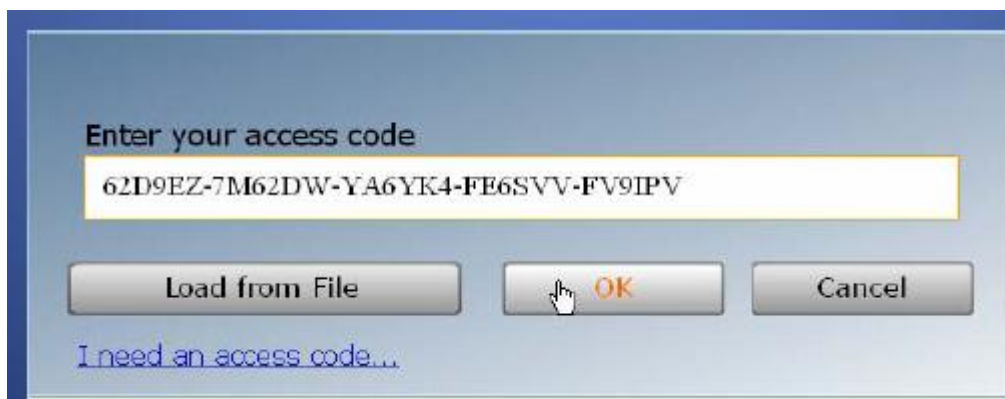 Enter your access code
62D9EZ-7M62DW-YA6YK4-FE6SVV-FV9IPV
Load from File
OK
Cancel
I need an access code...